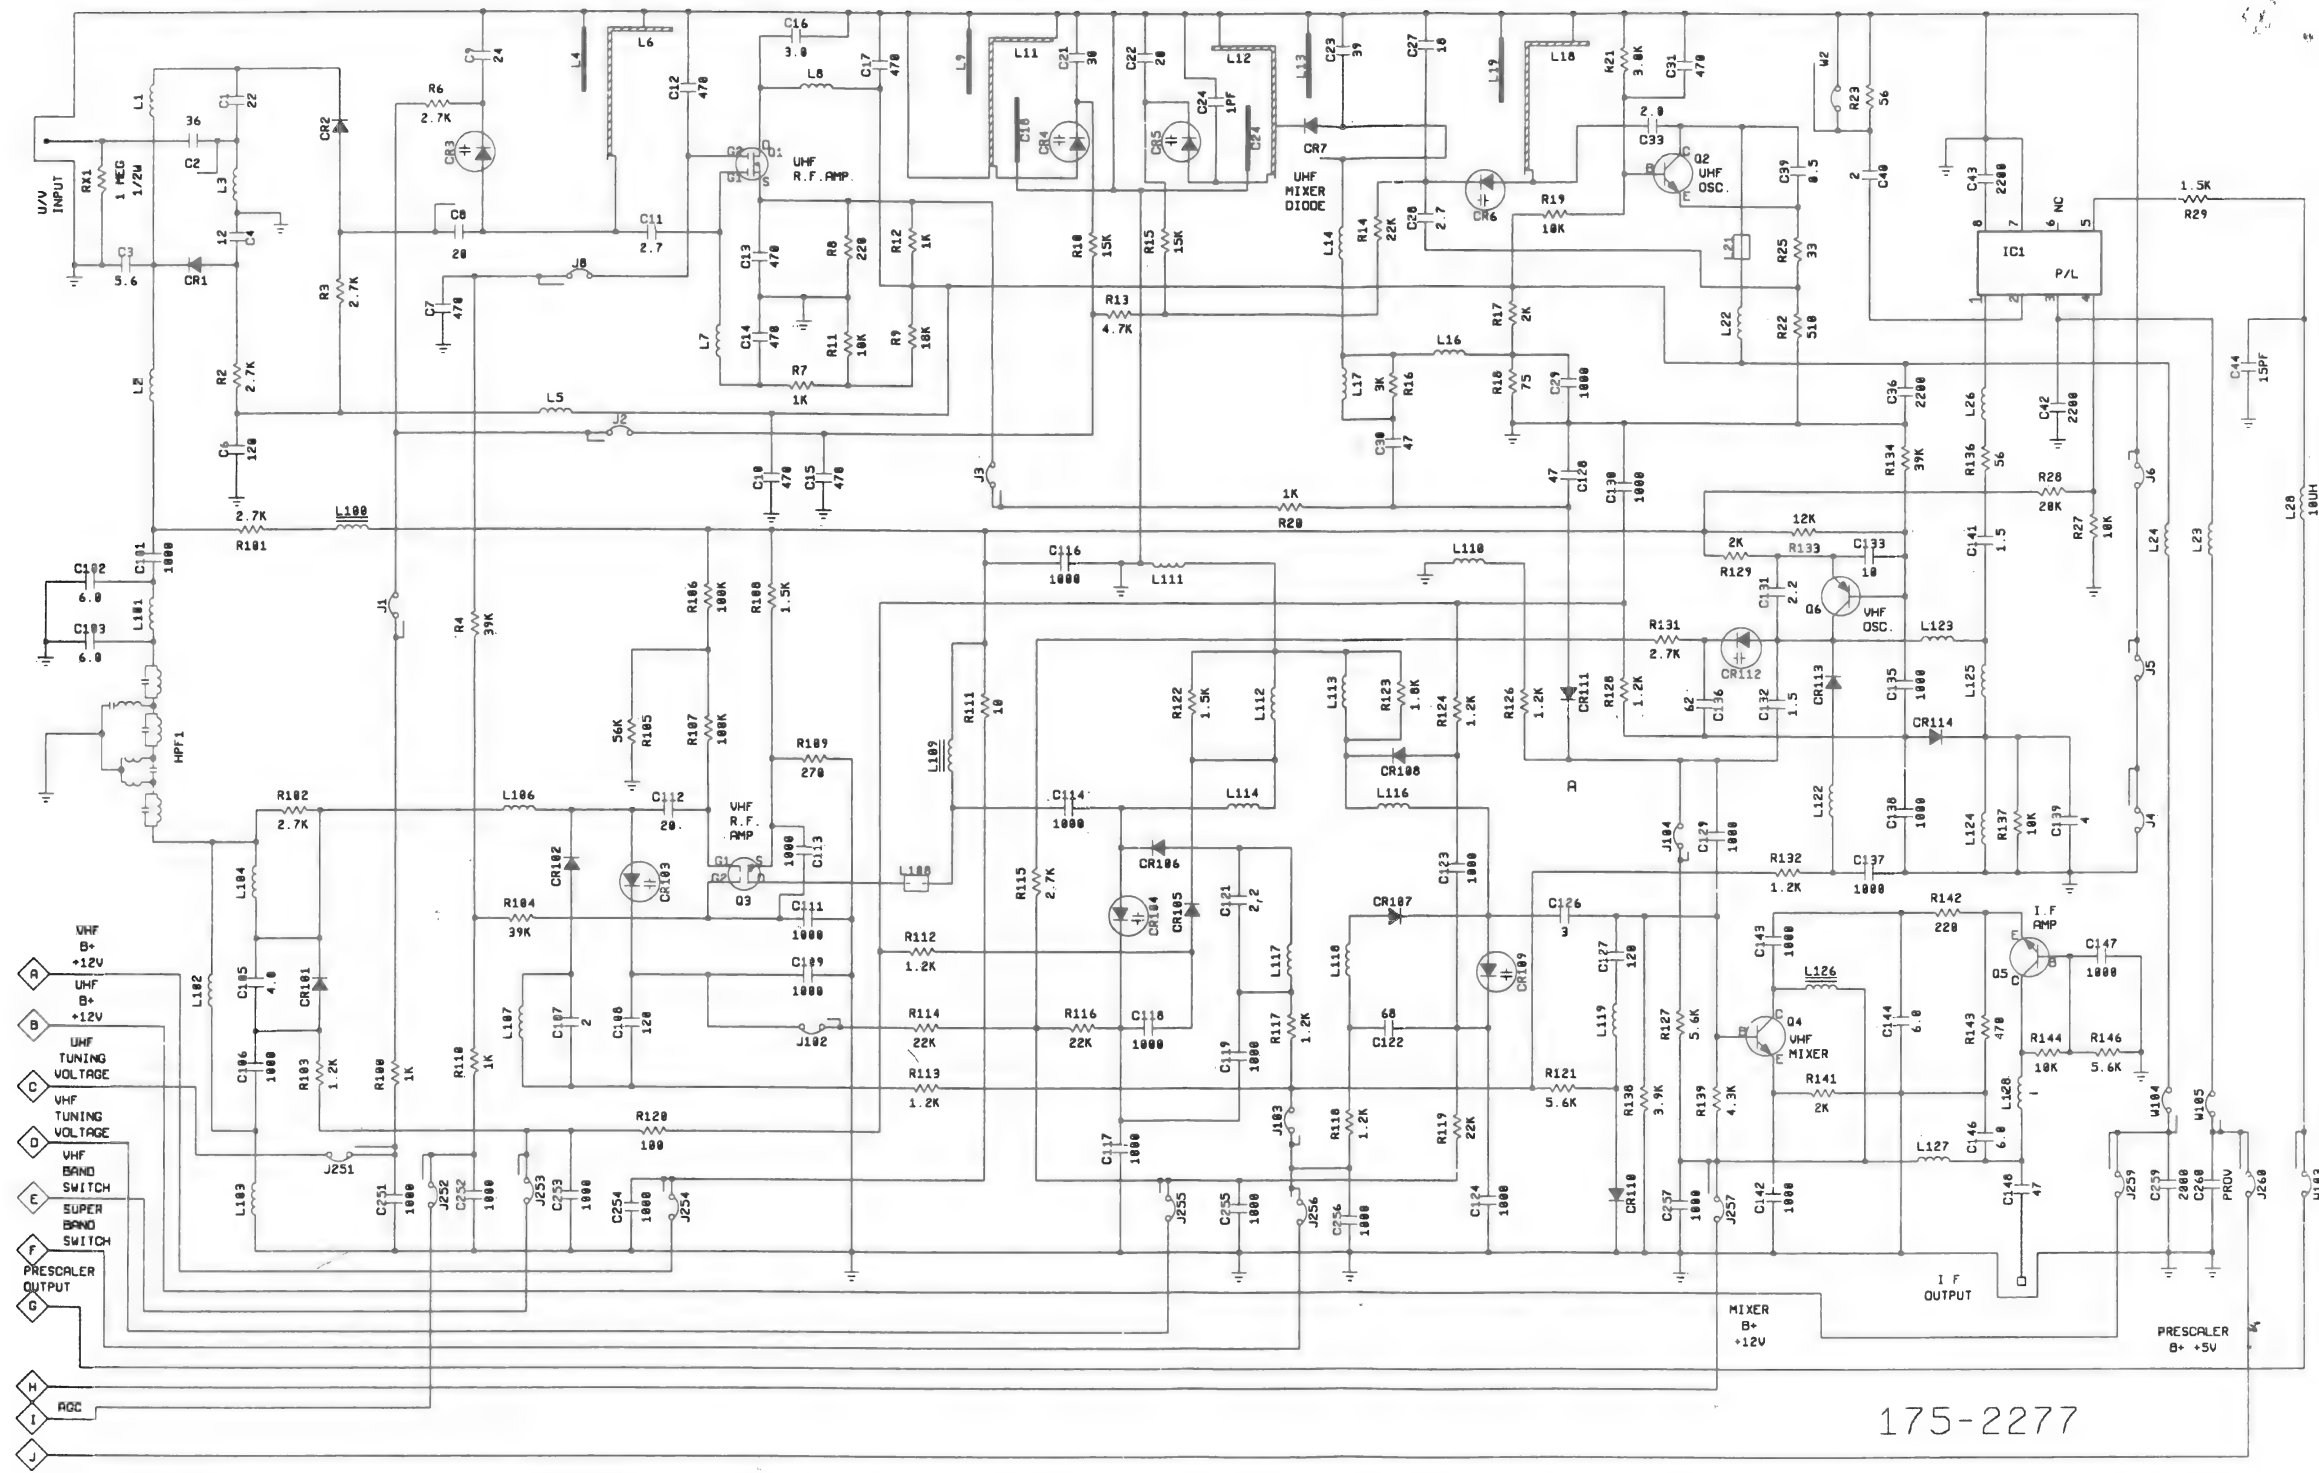 C16
3.0
C9
24
L4
L6
C12
470
L8
C17
470
L9
L11
C21
30
C22
20
L12
C24
1PF
L13
C23
39
C27
18
L19
L18
R21
3.0K
C31
470
W2
R23
56
L1
C1
22
36
C2
CR2
R6
2.7K
CR3
G2
D
Q1
G1
S
UHF
R.F.AMP.
C18
CR4
CR5
C24
CR7
UHF
MIXER
DIODE
2.0
C33
C
B
E
Q2
UHF
OSC.
C39
0.5
2
C40
C43
2200
NC
8
7
6
5
1.5K
R29
U/V
INPUT
RX1
1 MEG
1/2W
L3
12
C4
C3
5.6
CR1
C8
20
C11
2.7
C13
470
R8
220
R12
1K
R10
15K
R15
15K
L14
R14
22K
C28
2.7
CR6
R19
10K
L21
R25
33
IC1
P/L
1
2
3
4
R3
2.7K
J8
C7
470
L7
C14
470
R11
10K
R9
18K
R7
1K
R13
4.7K
R17
2K
L16
L22
R22
510
C44
15PF
L2
R2
2.7K
L5
J2
L17
3K
R16
R18
75
C29
1000
C36
2200
L26
C42
2200
C6
120
C10
470
C15
470
J3
C30
47
47
C128
C130
1000
R134
39K
R136
56
J6
1K
R20
R28
20K
R27
10K
L28
10UH
2.7K
R101
L100
C101
1000
C102
6.0
L101
C103
6.0
J1
R4
39K
R106
100K
R108
1.5K
C116
1000
L111
L110
12K
R133
2K
R129
C133
10
C141
1.5
L24
L23
C131
2.2
Q6
VHF
OSC.
R131
2.7K
CR112
L123
J5
HPF1
56K
R105
R107
100K
R109
270
R111
10
L109
R122
1.5K
L112
L113
R123
1.8K
R124
1.2K
R126
1.2K
CR111
R128
1.2K
62
C136
C132
1.5
CR113
C135
1000
L125
CR114
CR108
R102
2.7K
L106
C112
20.
VHF
R.F.
AMP
C114
1000
L114
L116
A
L122
C138
1000
L124
R137
10K
C139
4
J4
1000
C113
J104
C129
1000
L104
CR102
CR103
G1
S
G2
D
Q3
L108
R115
2.7K
CR106
C121
2,2
CR104
CR105
C123
1000
R132
1.2K
C137
1000
R104
39K
C111
1000
CR107
C126
3
R142
220
I.F
AMP
VHF
B+
+12V
A
UHF
B+
+12V
B
UHF
TUNING
VOLTAGE
C
VHF
TUNING
VOLTAGE
D
VHF
BAND
SWITCH
E
SUPER
BAND
SWITCH
F
PRESCALER
OUTPUT
G
L102
C105
4.0
CR101
C109
1000
R112
1.2K
L117
L118
CR109
C127
120
C143
1000
L126
E
B
C
Q5
C147
1000
L107
C107
2
C108
120
J102
R114
22K
R116
22K
C118
1000
R117
1.2K
68
C122
L119
R127
5.6K
Q4
C
B
E
VHF
MIXER
C144
6.0
R143
470
R144
10K
R146
5.6K
C106
1000
R103
1.2K
R100
1K
R110
1K
R113
1.2K
C119
1000
R121
5.6K
R138
3.9K
R139
4.3K
R141
2K
L128
W104
W105
R120
100
J103
R118
1.2K
R119
22K
C146
6.0
J251
C117
1000
L127
L103
C251
1000
J252
C252
1000
J253
C253
1000
C254
1000
J254
J255
C255
1000
J256
C256
1000
C124
1000
CR110
C257
1000
J257
C142
1000
C148
47
J259
C259
2000
C260
PROV
J260
I F
OUTPUT
MIXER
B+
+12V
PRESCALER
B+ +5V
H
I
AGC
J
175-2277